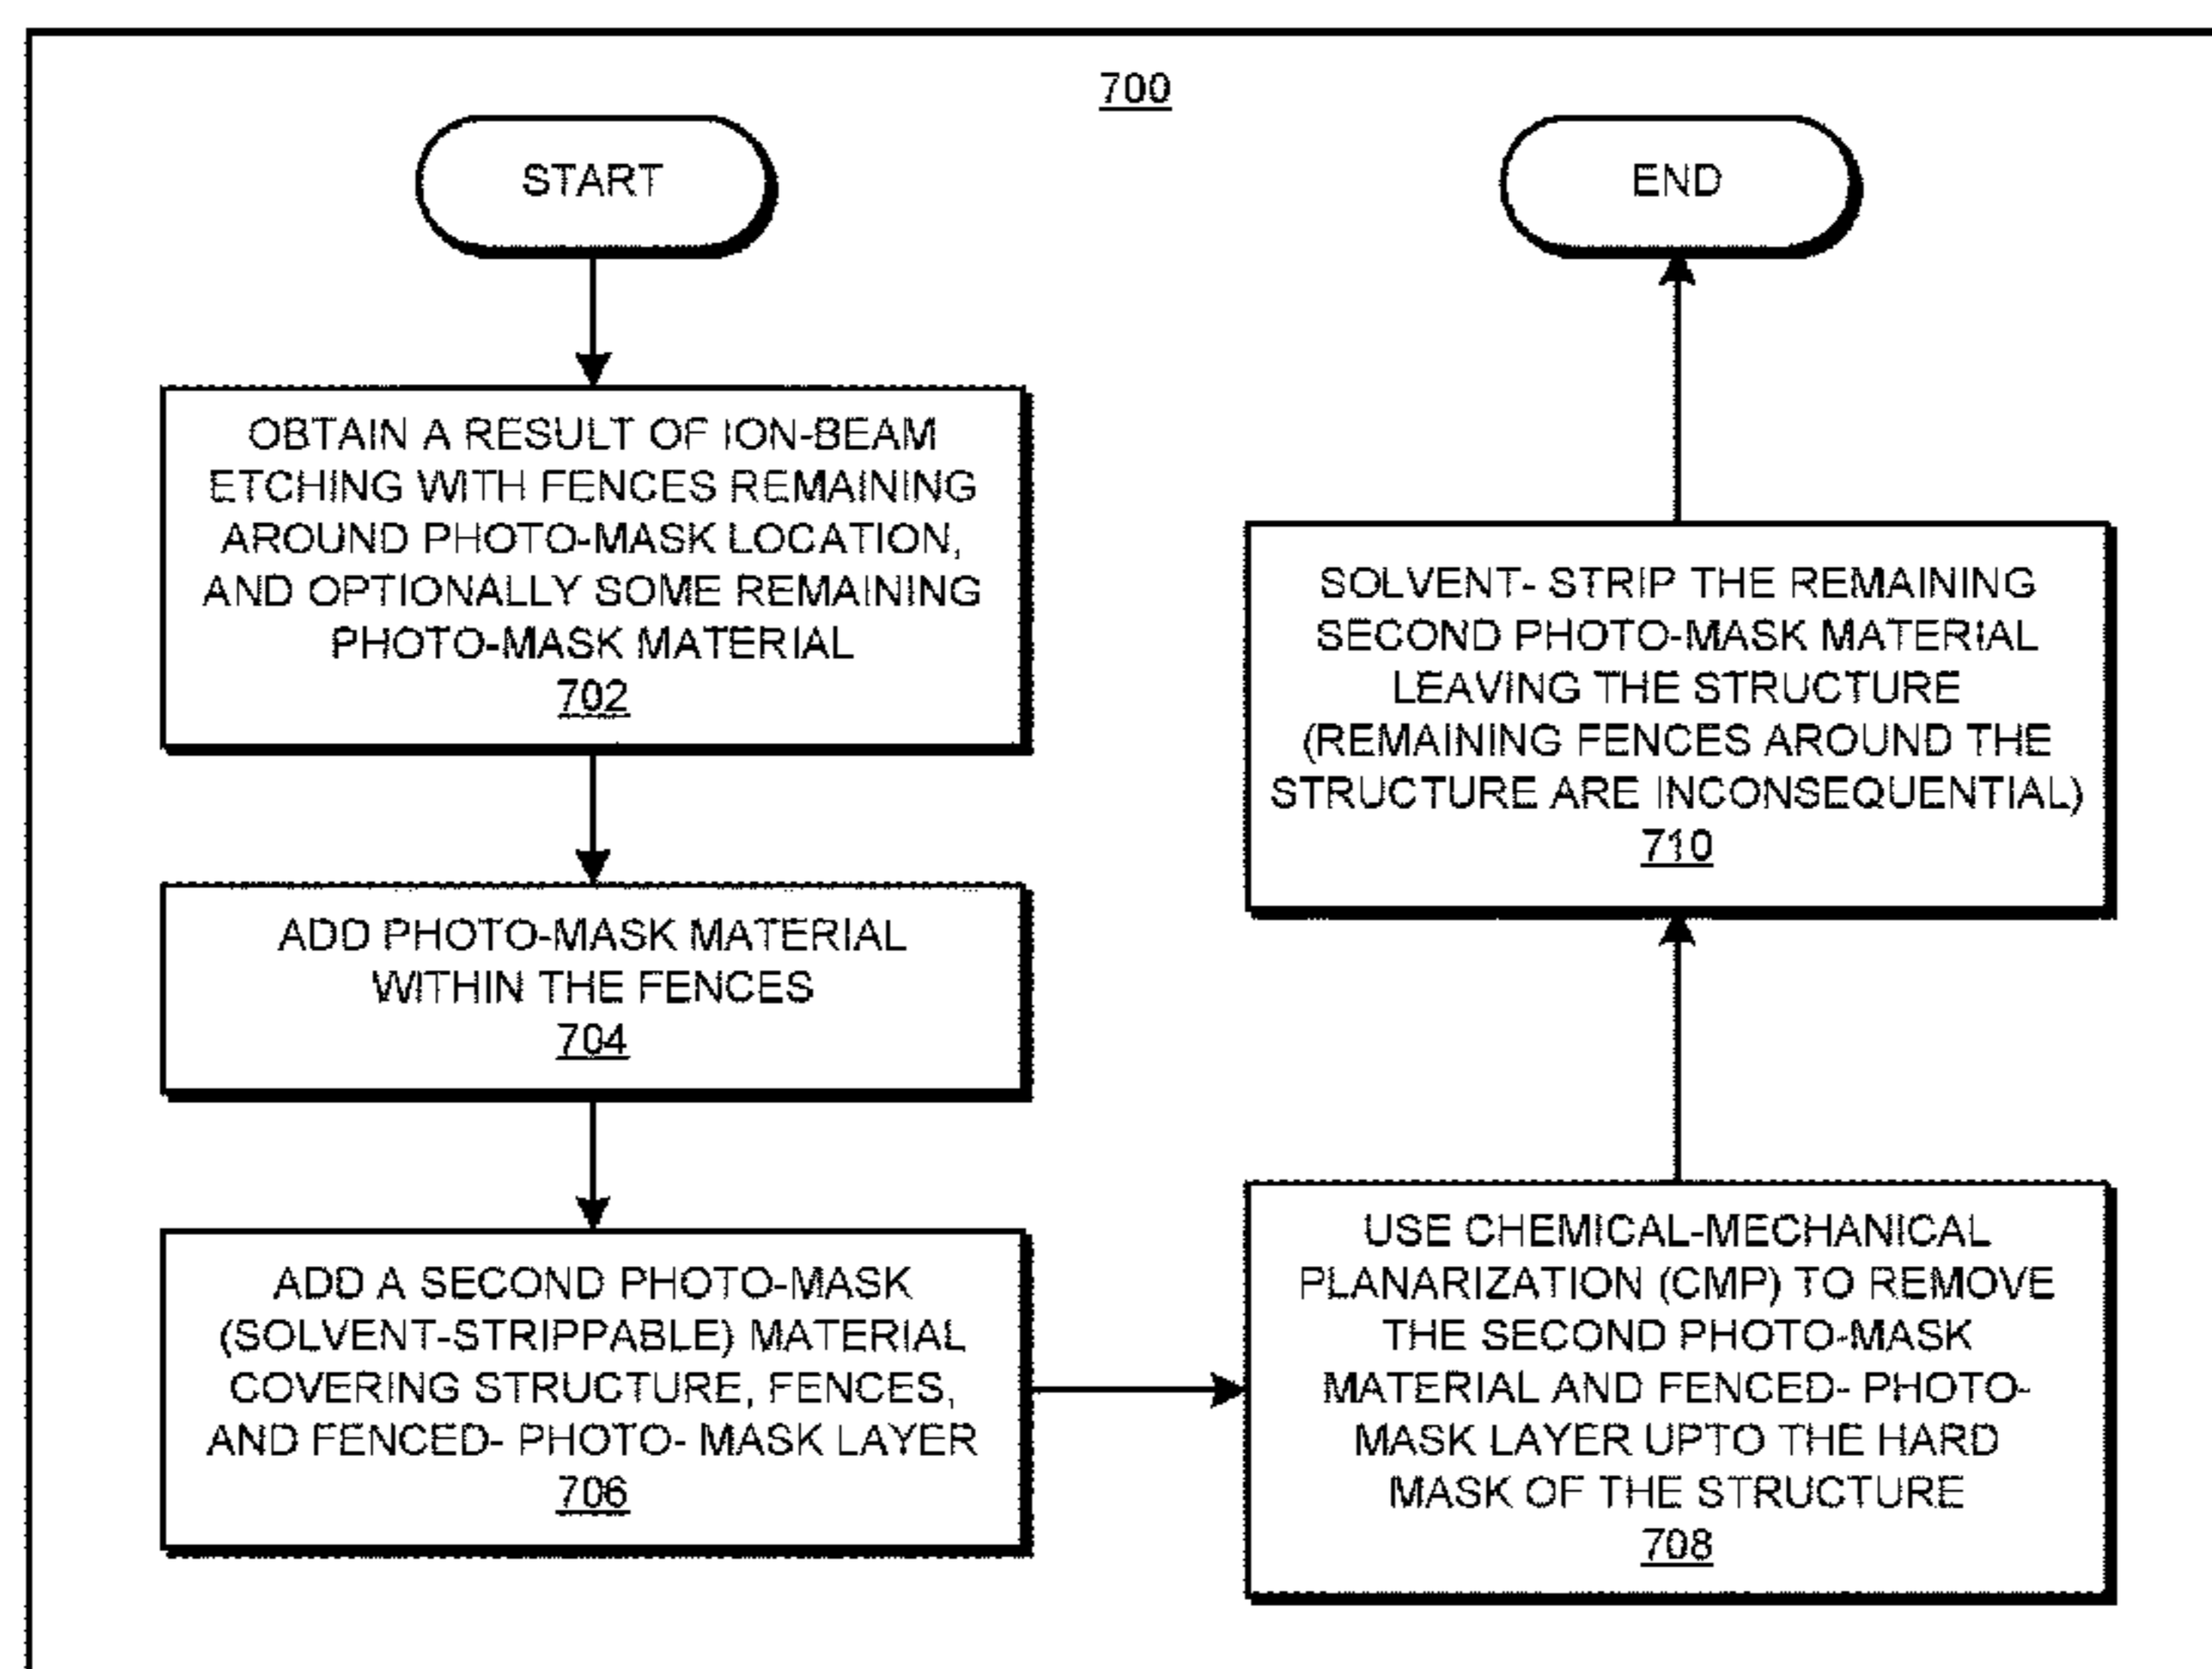 700
START
OBTAIN A RESULT OF ION-BEAM
ETCHING WITH FENCES REMAINING
AROUND PHOTO-MASK LOCATION,
AND OPTIONALLY SOME REMAINING
PHOTO-MASK MATERIAL
702
ADD PHOTO-MASK MATERIAL
WITHIN THE FENCES
704
ADD A SECOND PHOTO-MASK
(SOLVENT-STRIPPABLE) MATERIAL
COVERING STRUCTURE, FENCES,
AND FENCED- PHOTO- MASK LAYER
706
USE CHEMICAL-MECHANICAL
PLANARIZATION (CMP) TO REMOVE
THE SECOND PHOTO-MASK
MATERIAL AND FENCED- PHOTO-
MASK LAYER UPTO THE HARD
MASK OF THE STRUCTURE
708
SOLVENT- STRIP THE REMAINING
SECOND PHOTO-MASK MATERIAL
LEAVING THE STRUCTURE
(REMAINING FENCES AROUND THE
STRUCTURE ARE INCONSEQUENTIAL)
710
END